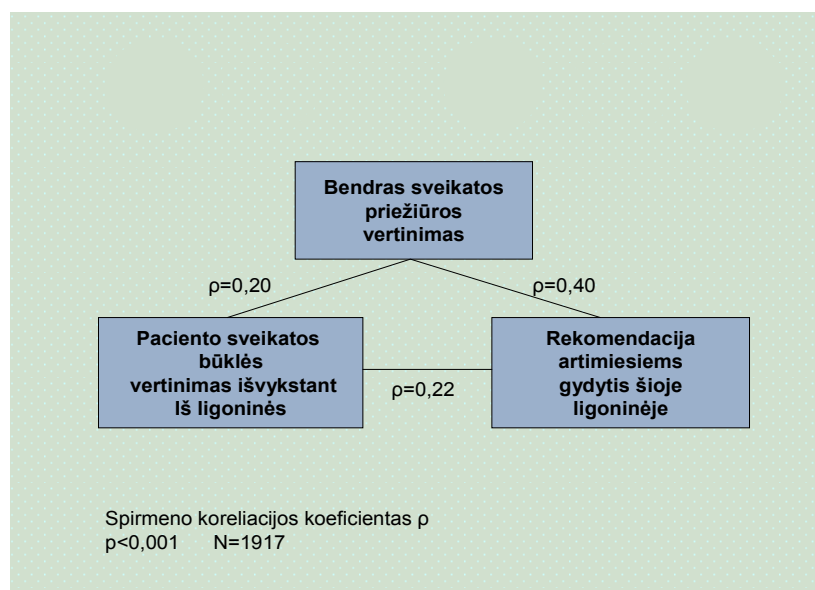 Bendras sveikatos
priežiūros
vertinimas
ρ=0,20
ρ=0,40
Paciento sveikatos
būklės
vertinimas išvykstant
Iš ligoninės
ρ=0,22
Rekomendacija
artimiesiems
gydytis šioje
ligoninėje
Spirmeno koreliacijos koeficientas ρ
p<0,001 N=1917